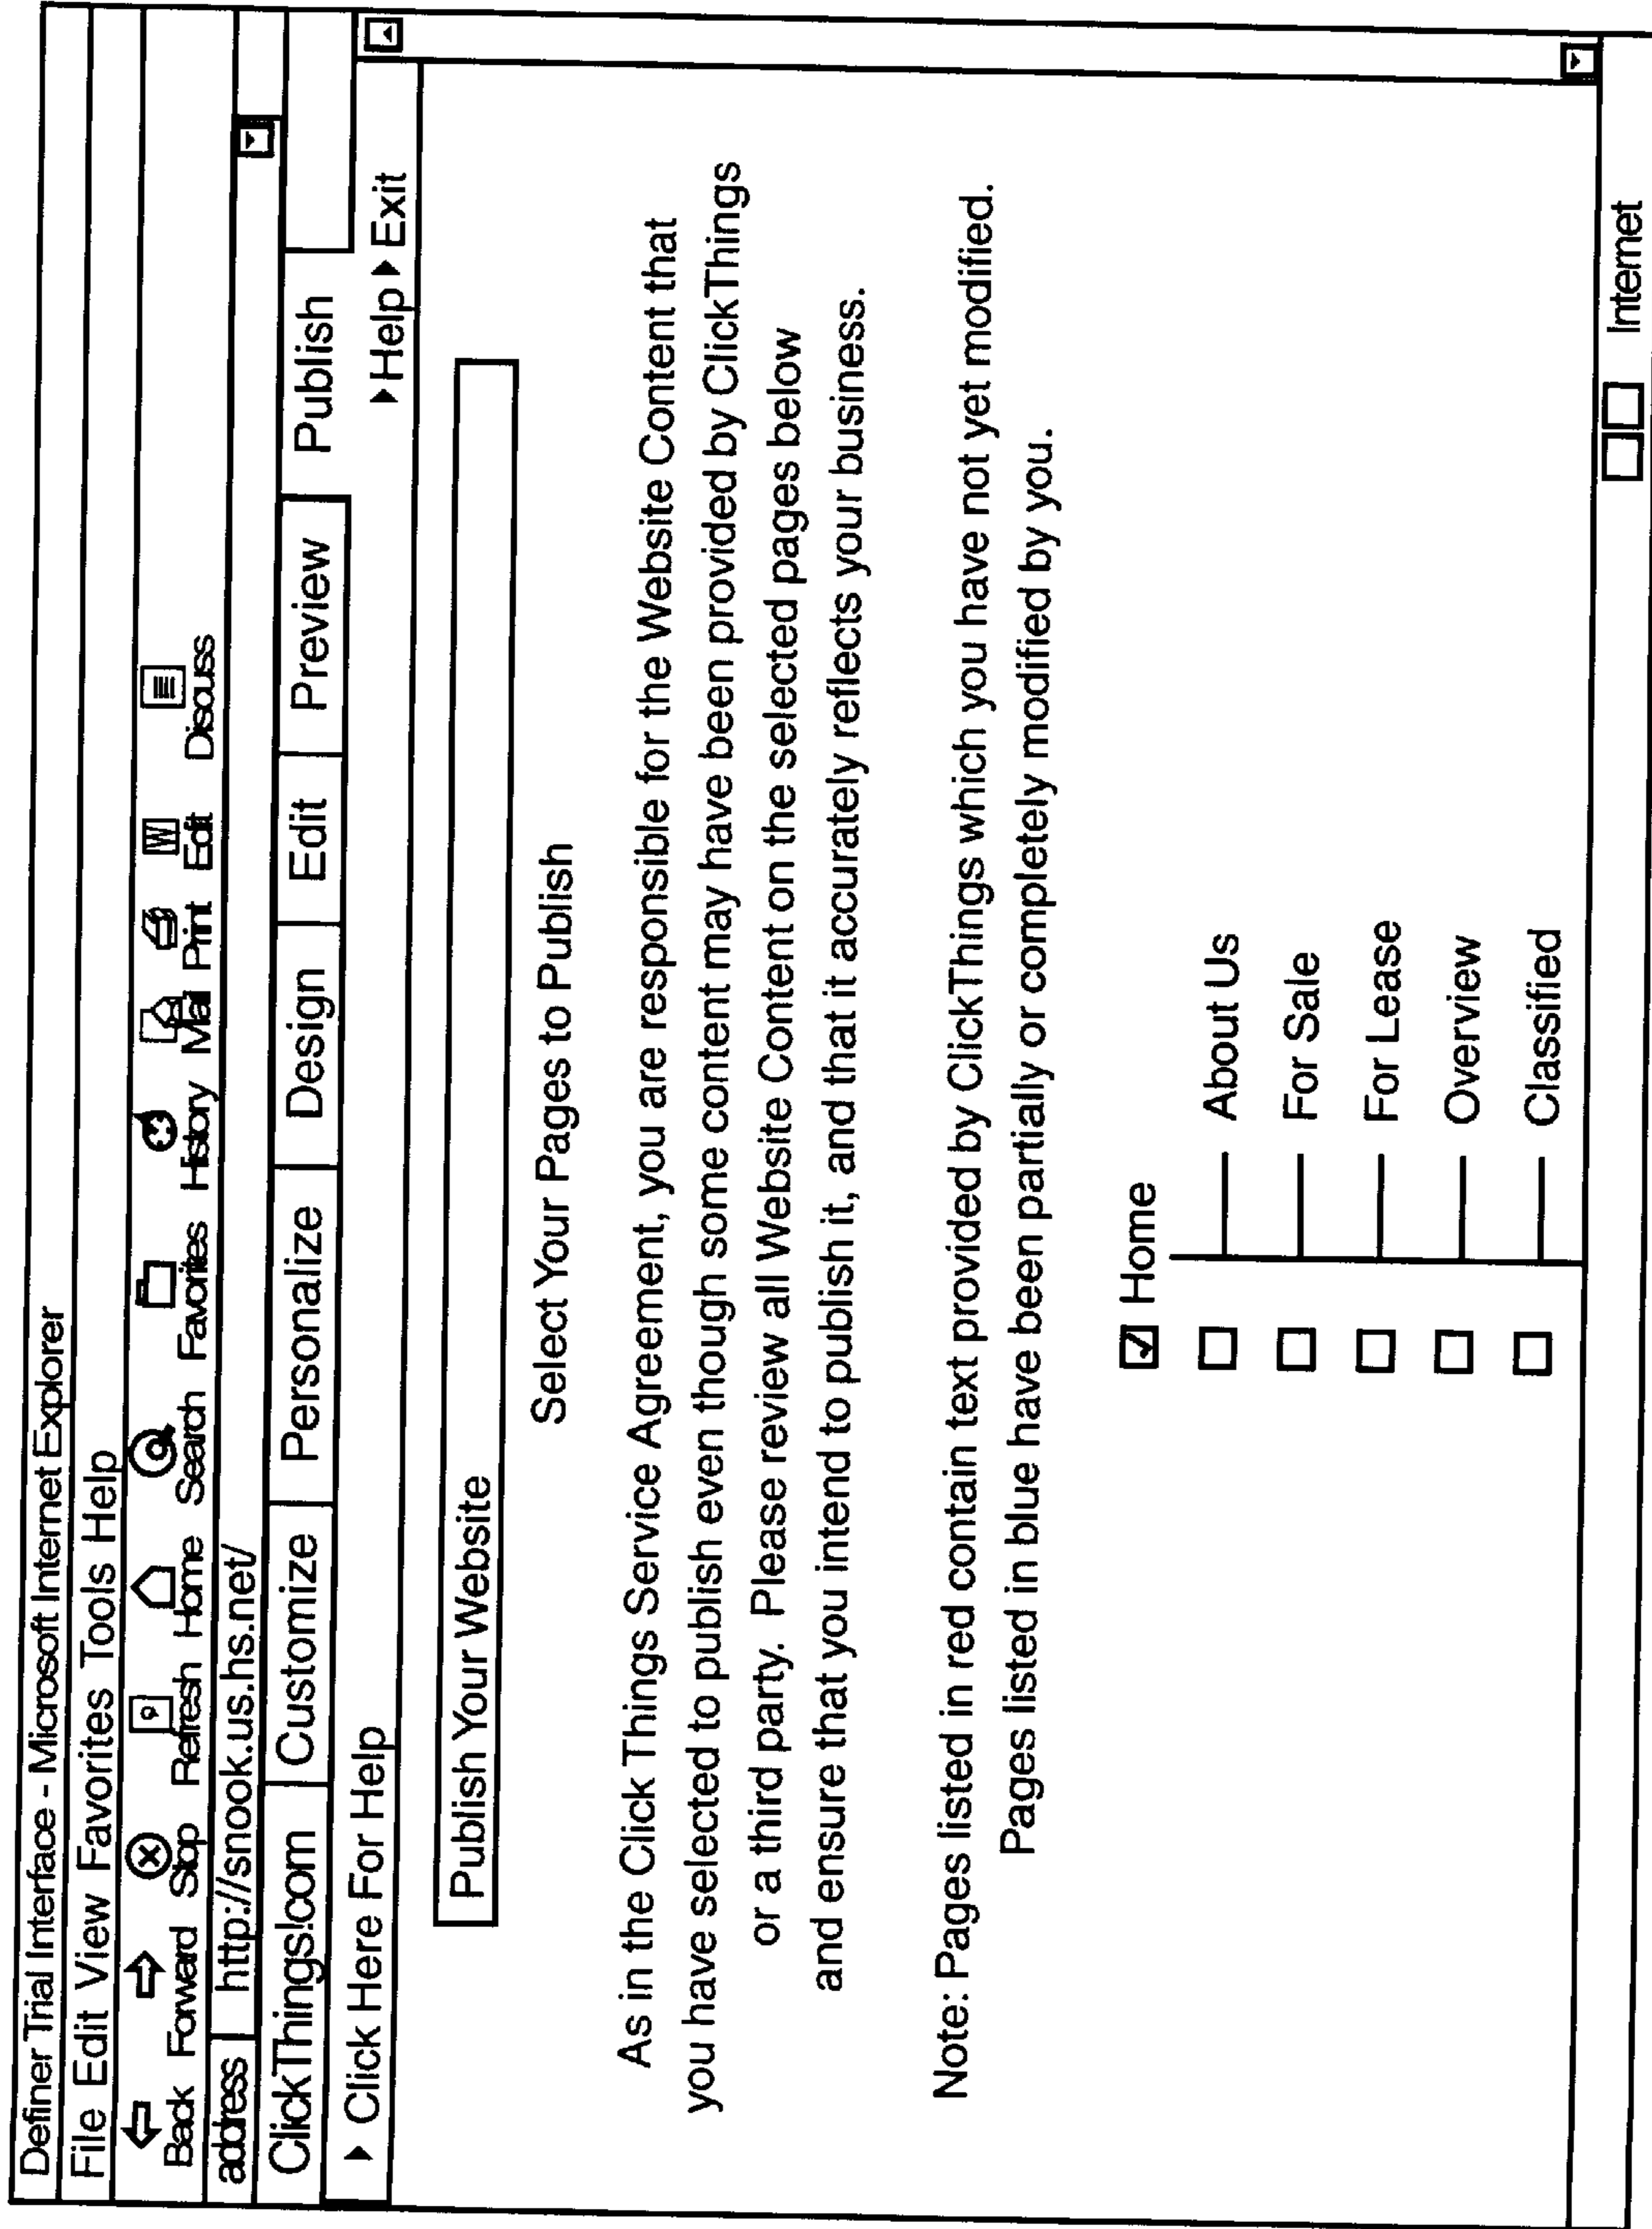 Definer Trial Interface - Microsoft Internet Explorer
File Edit View Favorites Tools Help
Back Forward Stop Refresh Home Search Favorites History Mail Print Edit Discuss
address http://snook.us.hs.net/
ClickThings!com Customize Personalize Design Edit Preview Publish
Click Here For Help Help Exit
Publish Your Website
Select Your Pages to Publish
As in the Click Things Service Agreement, you are responsible for the Website Content that
you have selected to publish even though some content may have been provided by ClickThings
or a third party. Please review all Website Content on the selected pages below
and ensure that you intend to publish it, and that it accurately reflects your business.
Note: Pages listed in red contain text provided by ClickThings which you have not yet modified.
Pages listed in blue have been partially or completely modified by you.
Home
About Us
For Sale
For Lease
Overview
Classified
Internet